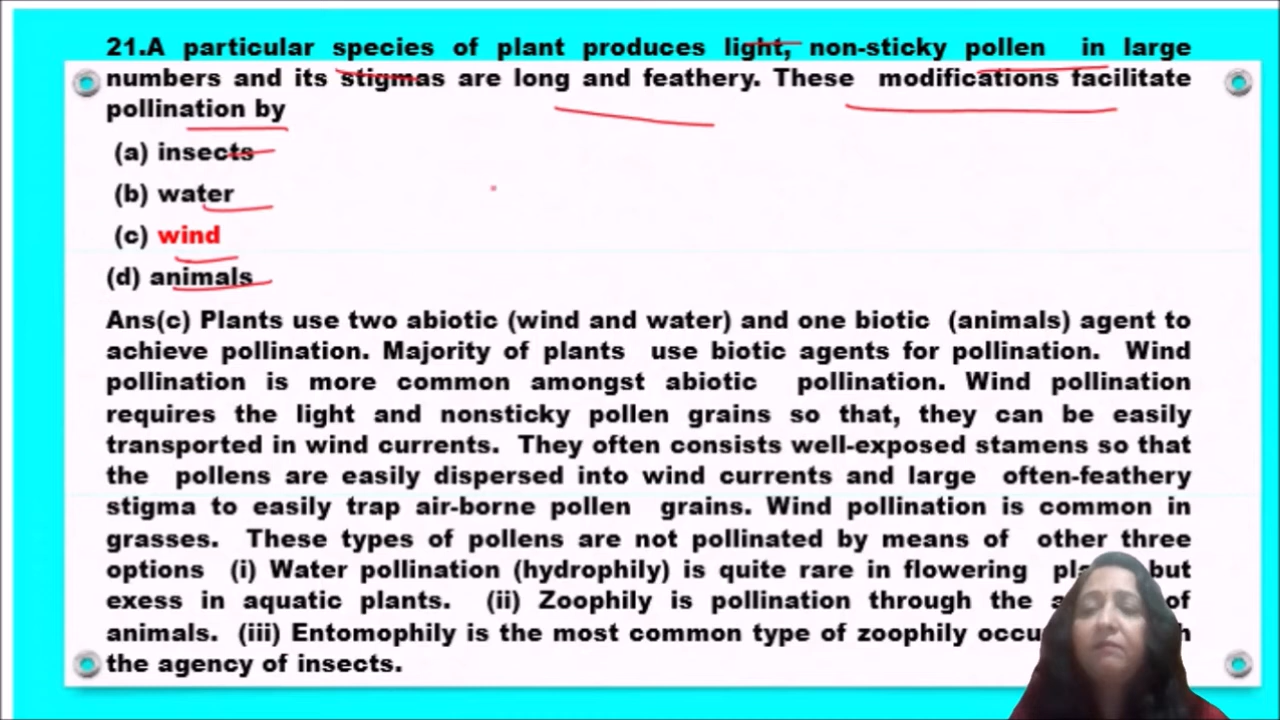 21.A particular species of plant produces light, non-sticky pollen in large
numbers and its stigmas are long and feathery. These modifications facilitate
pollination by
(a) insects
(b) water
(c) wind
(d) animals
Ans(c) Plants use two abiotic (wind and water) and one biotic (animals) agent to
achieve pollination. Majority of plants use biotic agents for pollination. Wind
pollination is more common amongst abiotic pollination. Wind pollination
requires the light and nonsticky pollen grains so that, they can be easily
transported in wind currents. They often consists well-exposed stamens so that
the pollens are easily dispersed into wind currents and large often-feathery
stigma to easily trap air-borne pollen grains. Wind pollination is common in
grasses. These types of pollens are not pollinated by means of other three
options (i) Water pollination (hydrophily) is quite rare in flowering but
exess in aquatic plants. (ii) Zoophily is pollination through the of
animals. (iii) Entomophily is the most common type of zoophily
the agency of insects.